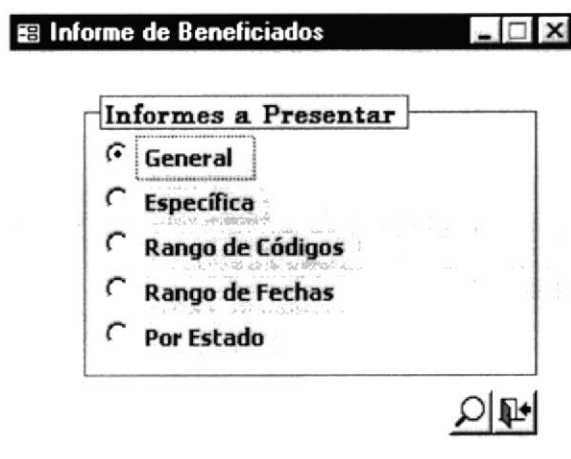 Informe de Beneficiados
Informes a Presentar
General
Específica
Rango de Códigos
Rango de Fechas
Por Estado